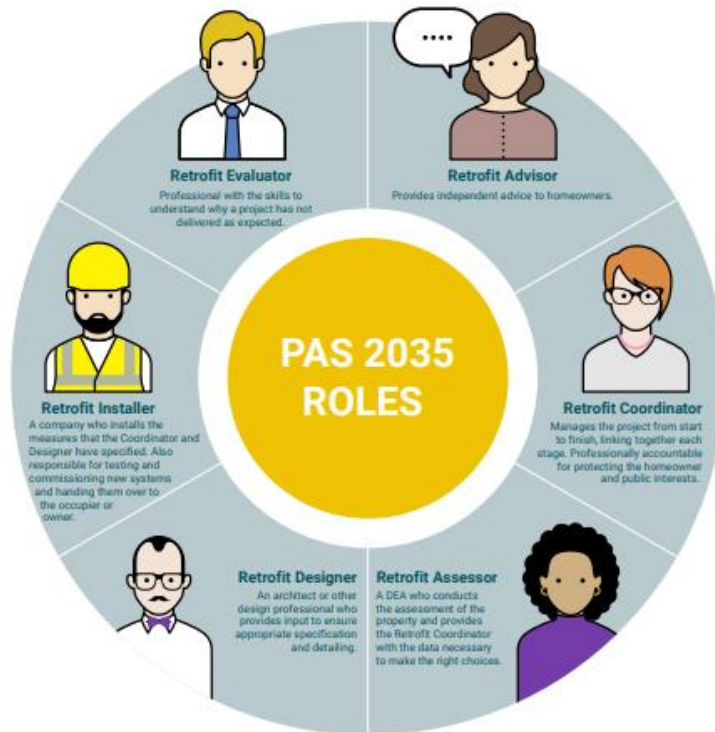 ....
Retrofit Evaluator
Professional with the skills to
understand why a project has not
delivered as expected.
Retrofit Advisor
Provides independent advice to homeowners.
PAS 2035
ROLES
Retrofit Installer
A company who installs the
measures that the Coordinator and
Designer have specified. Also
responsible for testing and
commissioning new systems
and handing them over to
the occupier or
owner.
Retrofit Coordinator
Manages the project from start
to finish, linking together each
stage. Professionally accountable
for protecting the homeowner
and public interests.
Retrofit Designer
An architect or other
design professional who
provides input to ensure
appropriate specification
and detailing.
Retrofit Assessor
A DEA who conducts
the assessment of the
property and provides
the Retrofit Coordinator
with the data necessary
to make the right choices.